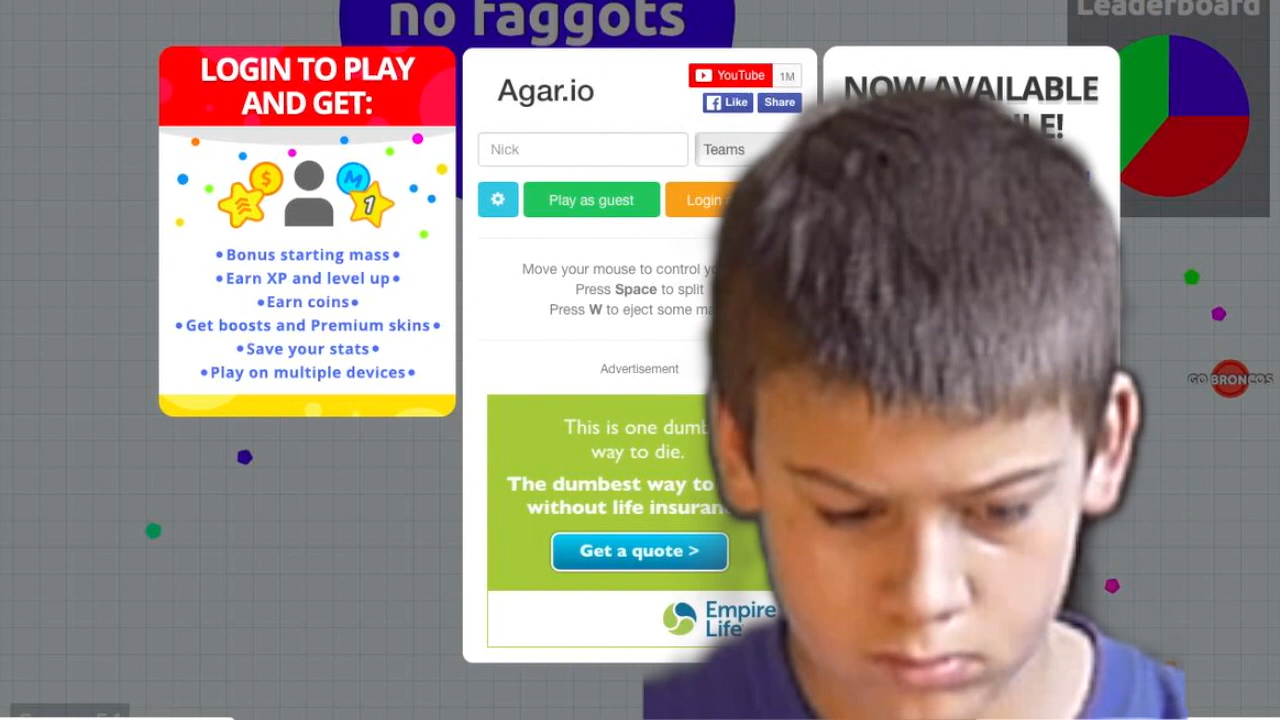 no faggots
Leaderboard
LOGIN TO PLAY
AND GET:
•Bonus starting mass•
•Earn XP and level up•
•Earn coins•
•Get boosts and Premium skins•
•Save your stats•
•Play on multiple devices•
$
M
1
Agar.io
YouTube 1M
Like Share
Nick
Teams
Play as guest
Login
Move your mouse to control
Press Space to split
Press W to eject some
Advertisement
This is one dumb
way to die.
The dumbest way to
without life
Get a quote >
Empire
Life
NOW AVAILABLE
GO BRONCOS